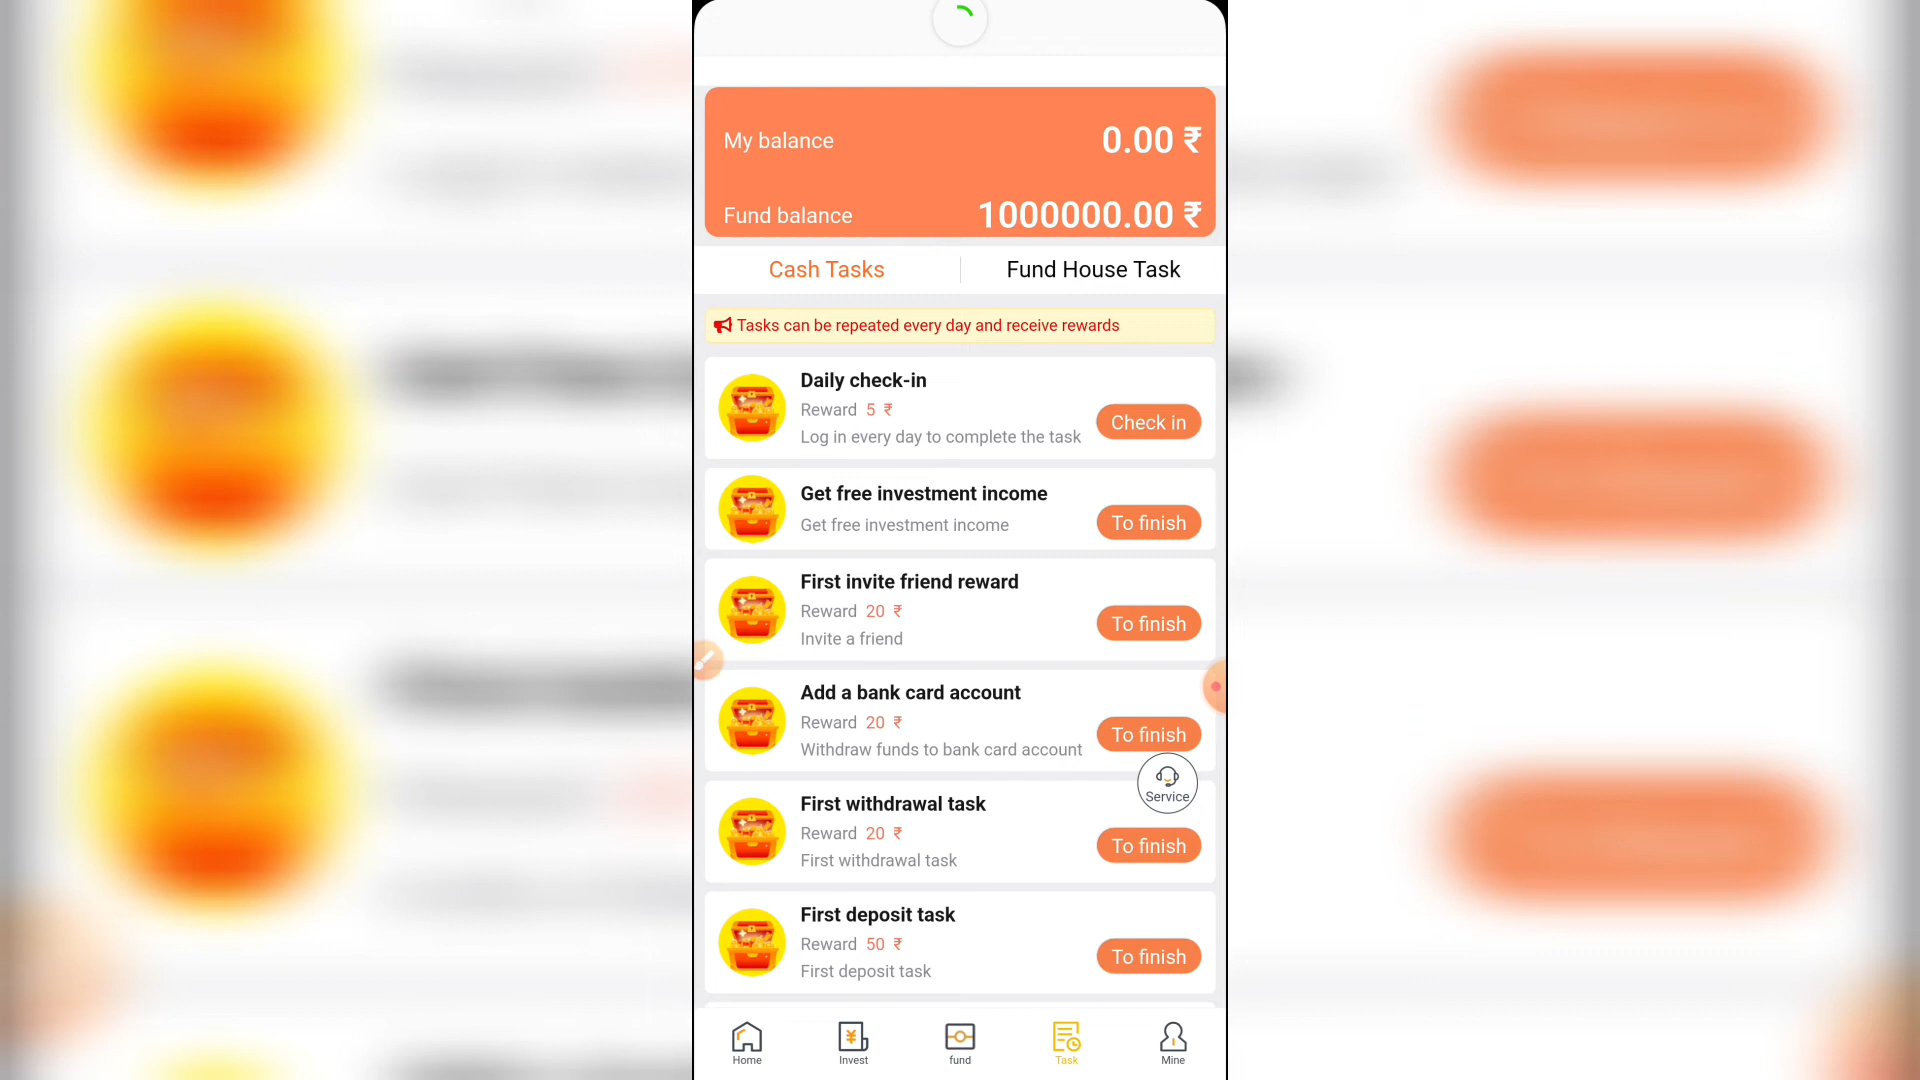 My balance 0.00 ₹
Fund balance 1000000.00 ₹
Cash Tasks Fund House Task
Tasks can be repeated every day and receive rewards
Daily check-in
Reward 5 ₹
Log in every day to complete the task
Check in
Get free investment income
Get free investment income
To finish
First invite friend reward
Reward 20 ₹
Invite a friend
To finish
Add a bank card account
Reward 20 ₹
Withdraw funds to bank card account
To finish
Service
First withdrawal task
Reward 20 ₹
First withdrawal task
To finish
First deposit task
Reward 50 ₹
First deposit task
To finish
Home Invest fund Task Mine